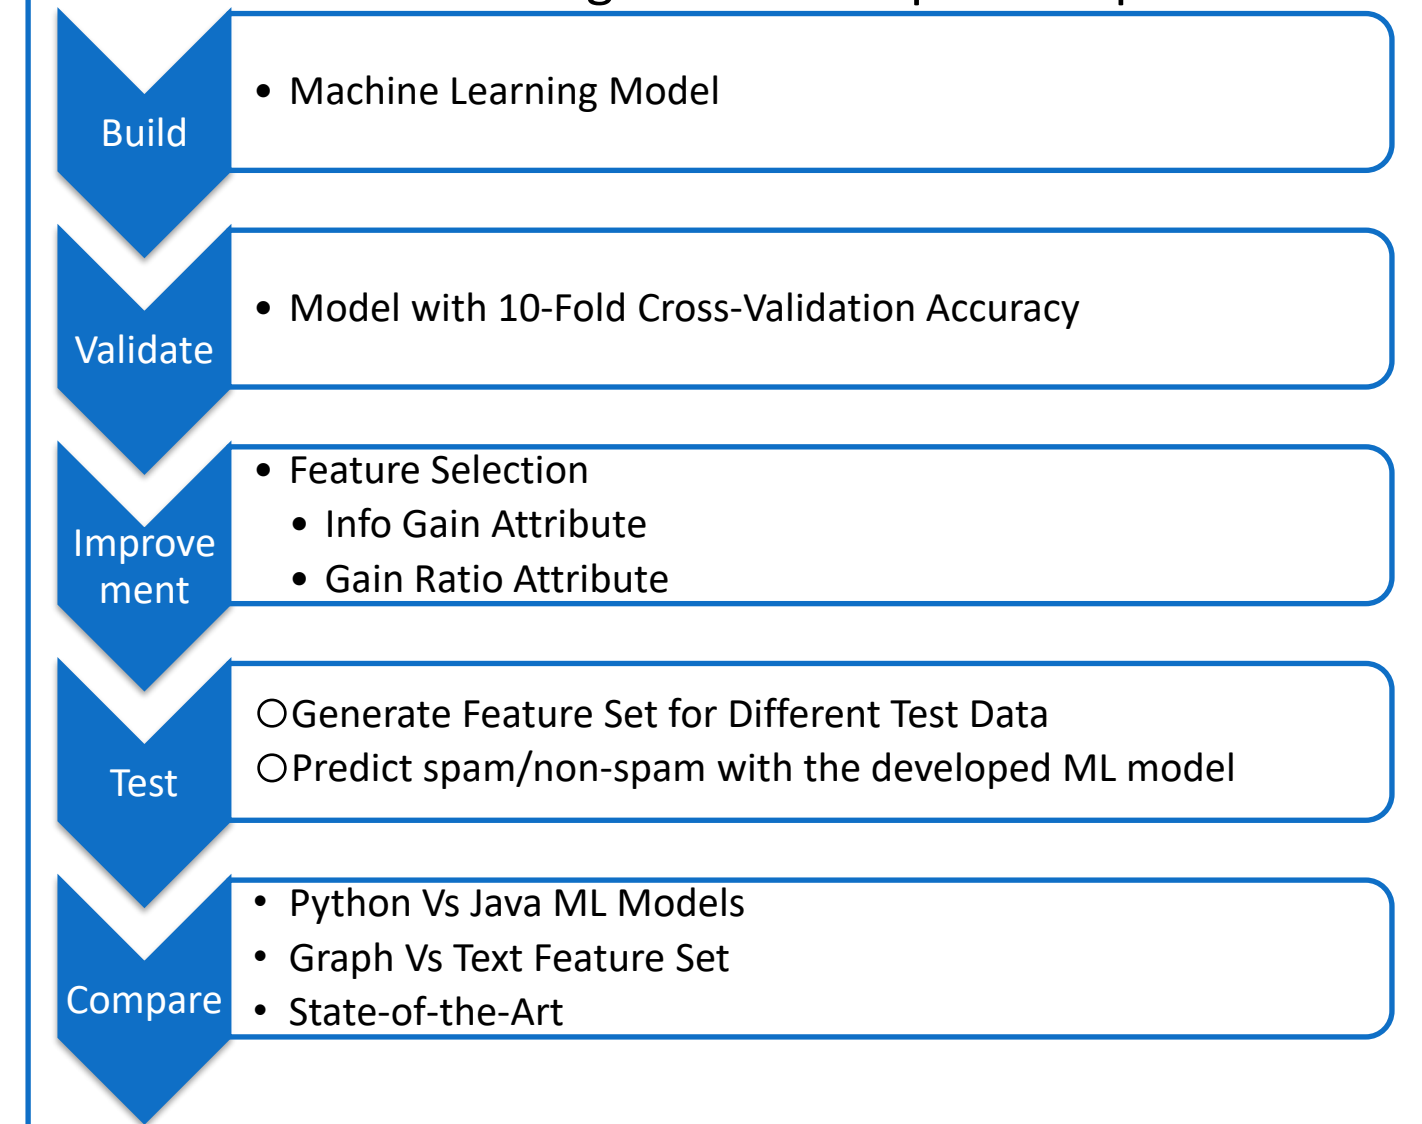 Build
• Machine Learning Model
Validate
• Model with 10-Fold Cross-Validation Accuracy
Improve
ment
• Feature Selection
• Info Gain Attribute
• Gain Ratio Attribute
Test
○Generate Feature Set for Different Test Data
○Predict spam/non-spam with the developed ML model
Compare
• Python Vs Java ML Models
• Graph Vs Text Feature Set
• State-of-the-Art